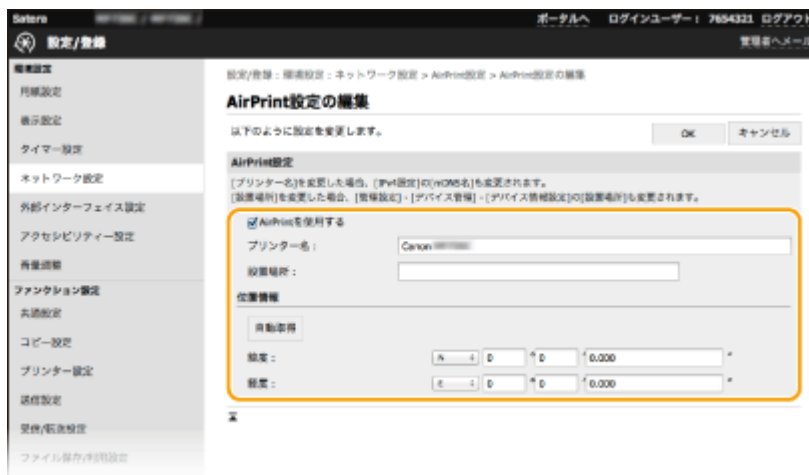 Satera
ポータルへ ログインユーザー: 7654321 ログアウト
設定/登録
管理者へメール
環境設定
用紙設定
表示設定
タイマー設定
ネットワーク設定
外部インターフェイス設定
アクセシビリティー設定
音量調整
ファンクション設定
共通設定
コピー設定
プリンター設定
送信設定
受信/転送設定
ファイル保存/利用設定
設定/登録 : 環境設定 : ネットワーク設定 > AirPrint設定 > AirPrint設定の編集
AirPrint設定の編集
以下のように設定を変更します。
OK キャンセル
AirPrint設定
[プリンター名]を変更した場合、[IPv4設定]の[mDNS名]も変更されます。
[設置場所]を変更した場合、[管理設定] - [デバイス管理] - [デバイス情報設定]の[設置場所]も変更されます。
AirPrintを使用する
プリンター名 : Canon
設置場所 :
位置情報
自動取得
緯度 : N 0 ° 0 ' 0.000 "
経度 : E 0 ° 0 ' 0.000 "